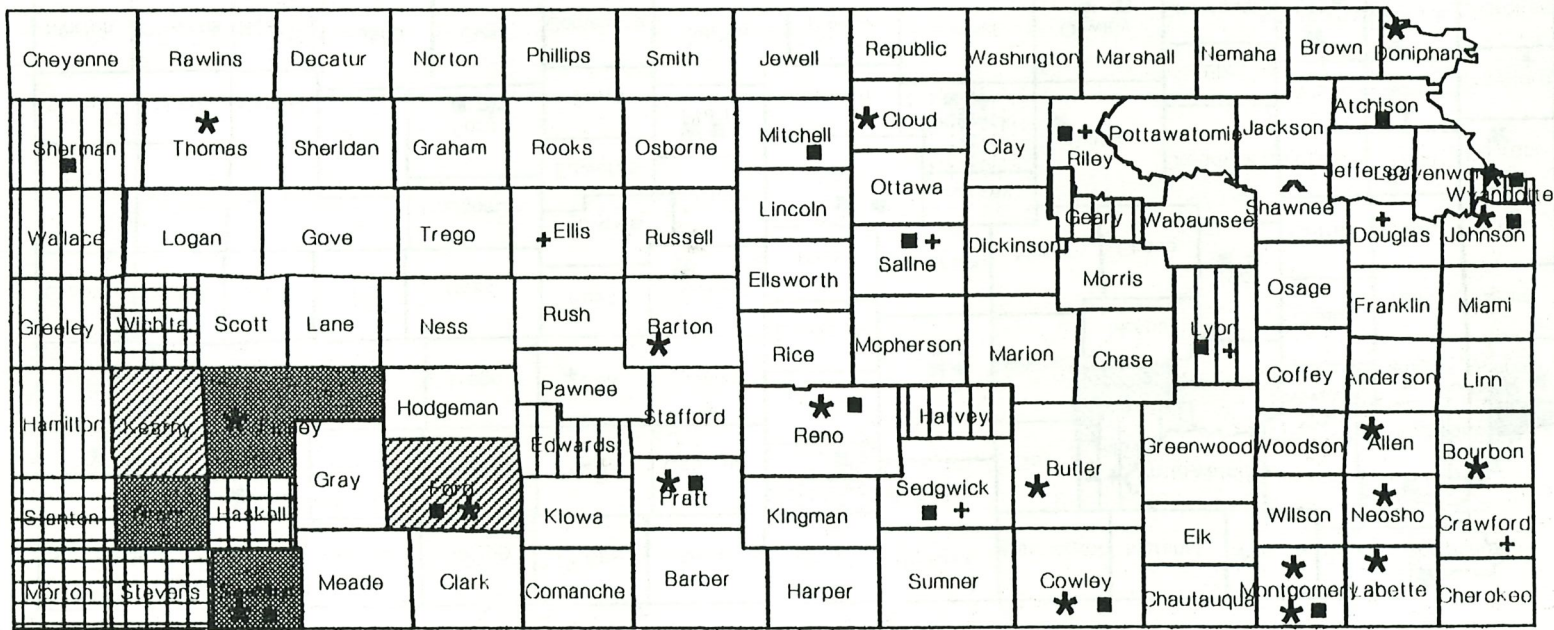 Cheyenne Rawlins Decatur Norton Phillips Smith Jewell Republic Washington Marshall Nemaha Brown Doniphan
Sherman Thomas Sheridan Graham Rooks Osborne Mitchell Cloud Clay Riley Pottawatomie Jackson Atchison
Jefferson Leavenworth Wyandotte
Wallace Logan Gove Trego Ellis Russell Lincoln Ottawa Dickinson Geary Wabaunsee Shawnee Douglas Johnson
Ellsworth Saline Morris Osage Franklin Miami
Greeley Wichita Scott Lane Ness Rush Barton Rice Mcpherson Marion Chase Lyon Coffey Anderson Linn
Hamilton Kearny Finley Hodgeman Pawnee Stafford Reno Harvey Greenwood Woodson Allen Bourbon
Edwards
Stanton Haskell Gray Ford Kiowa Pratt Kingman Sedgwick Butler Elk Wilson Neosho Crawford
Morton Stevens Meade Clark Comanche Barber Harper Sumner Cowley Chautauqua Montgomery Labette Cherokee